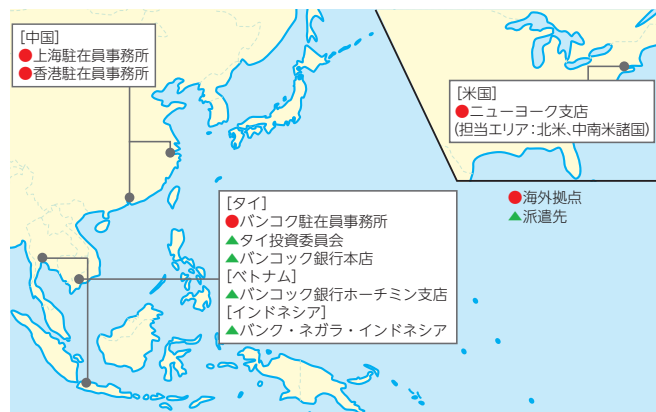 [中国]
●上海駐在員事務所
●香港駐在員事務所
[米国]
●ニューヨーク支店
(担当エリア：北米、中南米諸国)
●海外拠点
▲派遣先
[タイ]
●バンコク駐在員事務所
▲タイ投資委員会
▲バンコック銀行本店
[ベトナム]
▲バンコック銀行ホーチミン支店
[インドネシア]
▲バンク・ネガラ・インドネシア